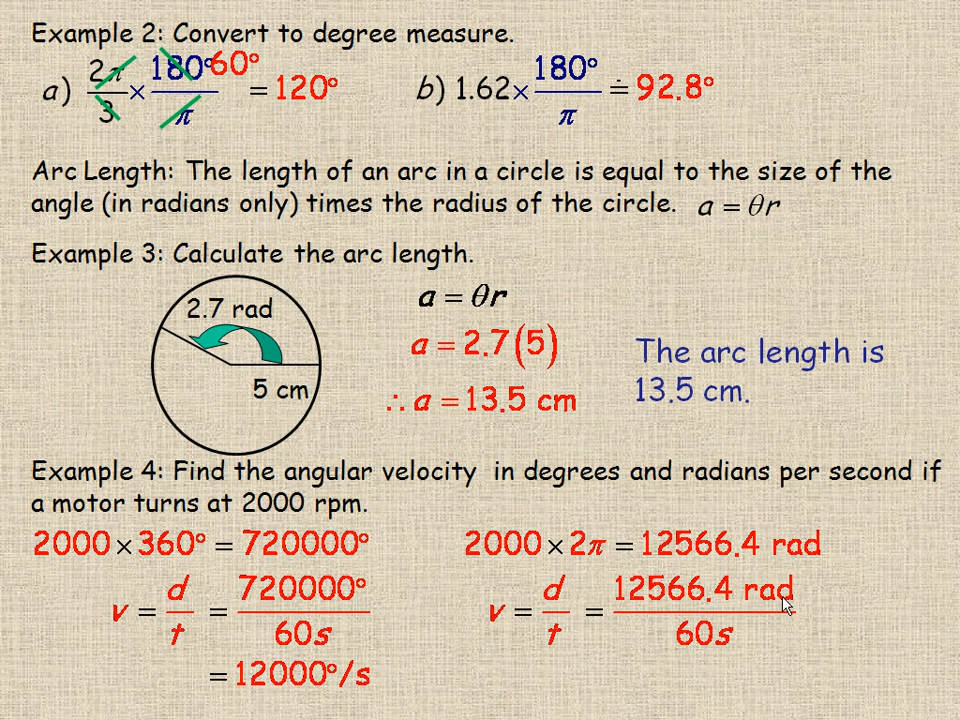 Example 2: Convert to degree measure.
a) 2π/3 × 180°/π 60° = 120°
b) 1.62 × 180°/π ≐ 92.8°
Arc Length: The length of an arc in a circle is equal to the size of the
angle (in radians only) times the radius of the circle. a = θr
Example 3: Calculate the arc length.
2.7 rad
5 cm
a = θr
a = 2.7(5)
∴ a = 13.5 cm
The arc length is
13.5 cm.
Example 4: Find the angular velocity in degrees and radians per second if
a motor turns at 2000 rpm.
2000 × 360° = 720000°
v = d/t = 720000°/60s
= 12000°/s
2000 × 2π = 12566.4 rad
v = d/t = 12566.4 rad/60s